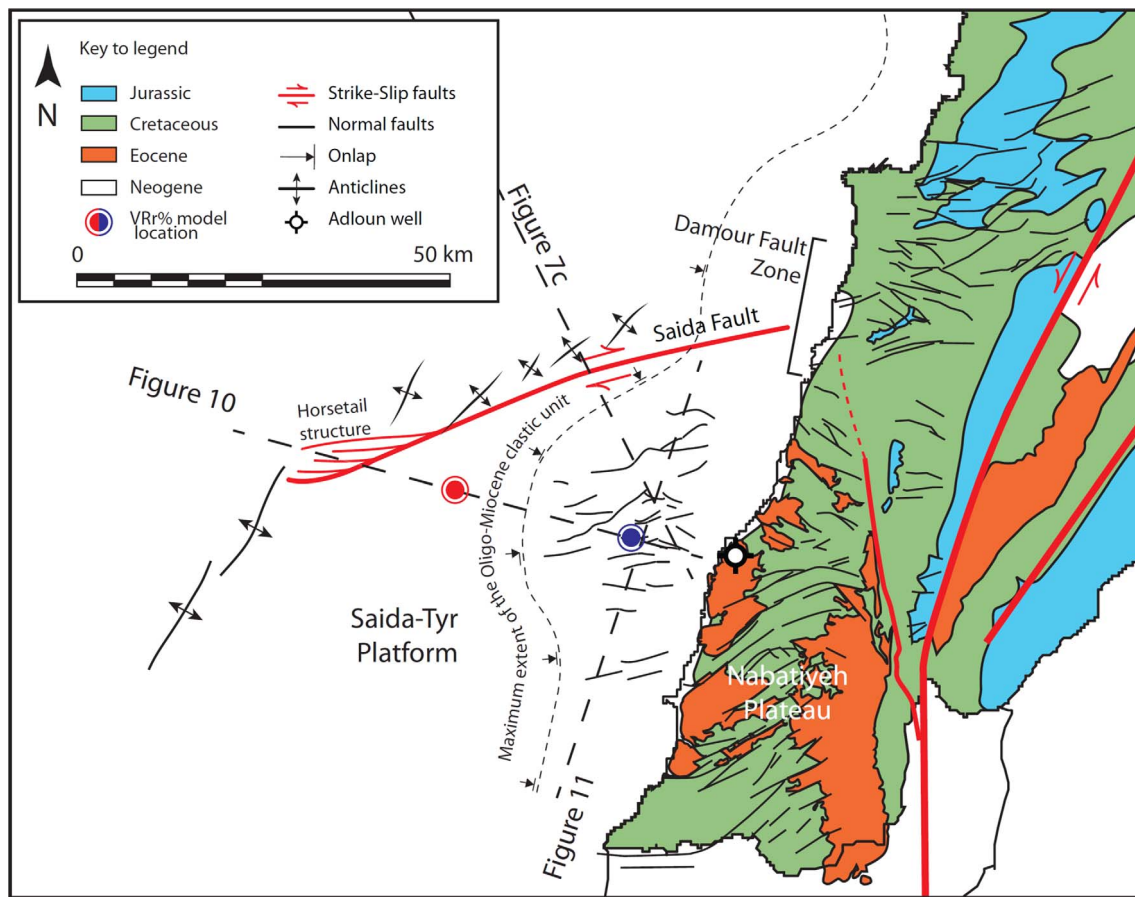 Key to legend
N
Jurassic
Cretaceous
Eocene
Neogene
VRr% model
location
Strike-Slip faults
Normal faults
Onlap
Anticlines
Adloun well
0
50 km
Figure 7c
Damour Fault
Zone
Saida Fault
Figure 10
Horsetail
structure
Maximum extent of the Oligo-Miocene clastic unit
Saida-Tyr
Platform
Nabatiyeh
Plateau
Figure 11